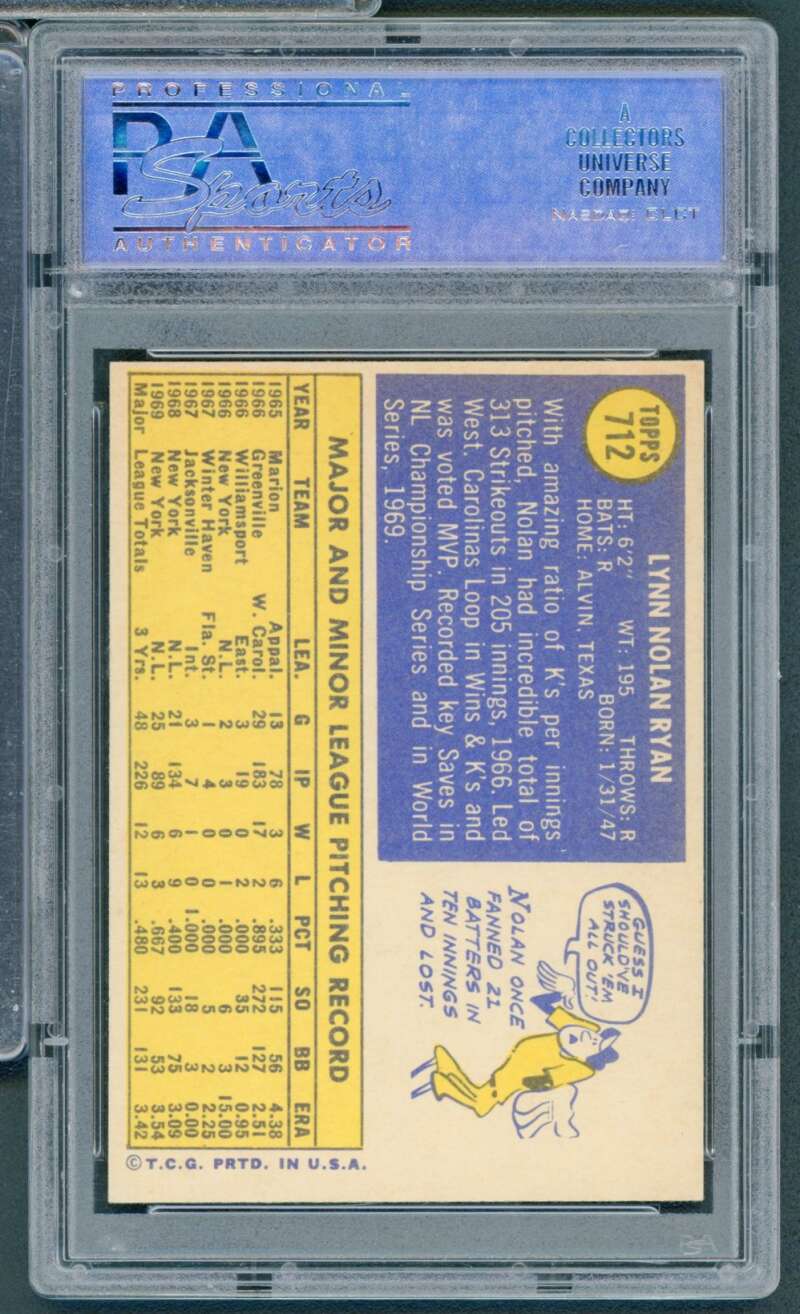 PROFESSIONAL
PSA
Sports
AUTHENTICATOR
A
COLLECTORS
UNIVERSE
COMPANY
NASDAQ: CLCT
TOPPS
712
LYNN NOLAN RYAN
HT: 6'2" WT: 195 THROWS: R
BATS: R BORN: 1/31/47
HOME: ALVIN, TEXAS
With amazing ratio of K's per innings
pitched, Nolan had incredible total of
313 Strikeouts in 205 innings, 1966. Led
West. Carolinas Loop in Wins & K's and
was voted MVP. Recorded key Saves in
NL Championship Series and in World
Series, 1969.
GUESS I
SHOULD'VE
STRUCK 'EM
ALL OUT!
NOLAN ONCE
FANNED 21
BATTERS IN
TEN INNINGS
AND LOST.
MAJOR AND MINOR LEAGUE PITCHING RECORD
YEAR TEAM LEA. G IP W L PCT SO BB ERA
1965 Marion Appal. 13 78 3 6 .333 115 56 4.38
1966 Greenville W. Carol. 29 183 17 2 .895 272 127 2.51
1966 Williamsport East. 3 19 0 2 .000 35 12 0.95
1966 New York N.L. 2 3 0 1 .000 6 3 15.00
1967 Winter Haven Fla. St. 1 4 0 0 .000 5 2 2.25
1967 Jacksonville Int. 3 7 1 0 1.000 18 3 0.00
1968 New York N.L. 21 134 6 9 .400 133 75 3.09
1969 New York N.L. 25 89 6 3 .667 92 53 3.54
Major League Totals 3 Yrs. 48 226 12 13 .480 231 131 3.42
© T.C.G. PRTD. IN U.S.A.
PSA